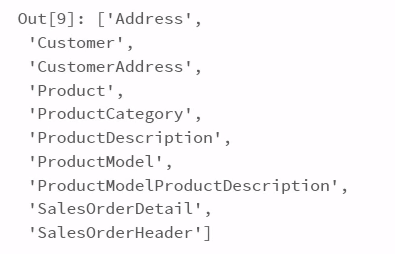 Out[9]: ['Address',
 'Customer',
 'CustomerAddress',
 'Product',
 'ProductCategory',
 'ProductDescription',
 'ProductModel',
 'ProductModelProductDescription',
 'SalesOrderDetail',
 'SalesOrderHeader']